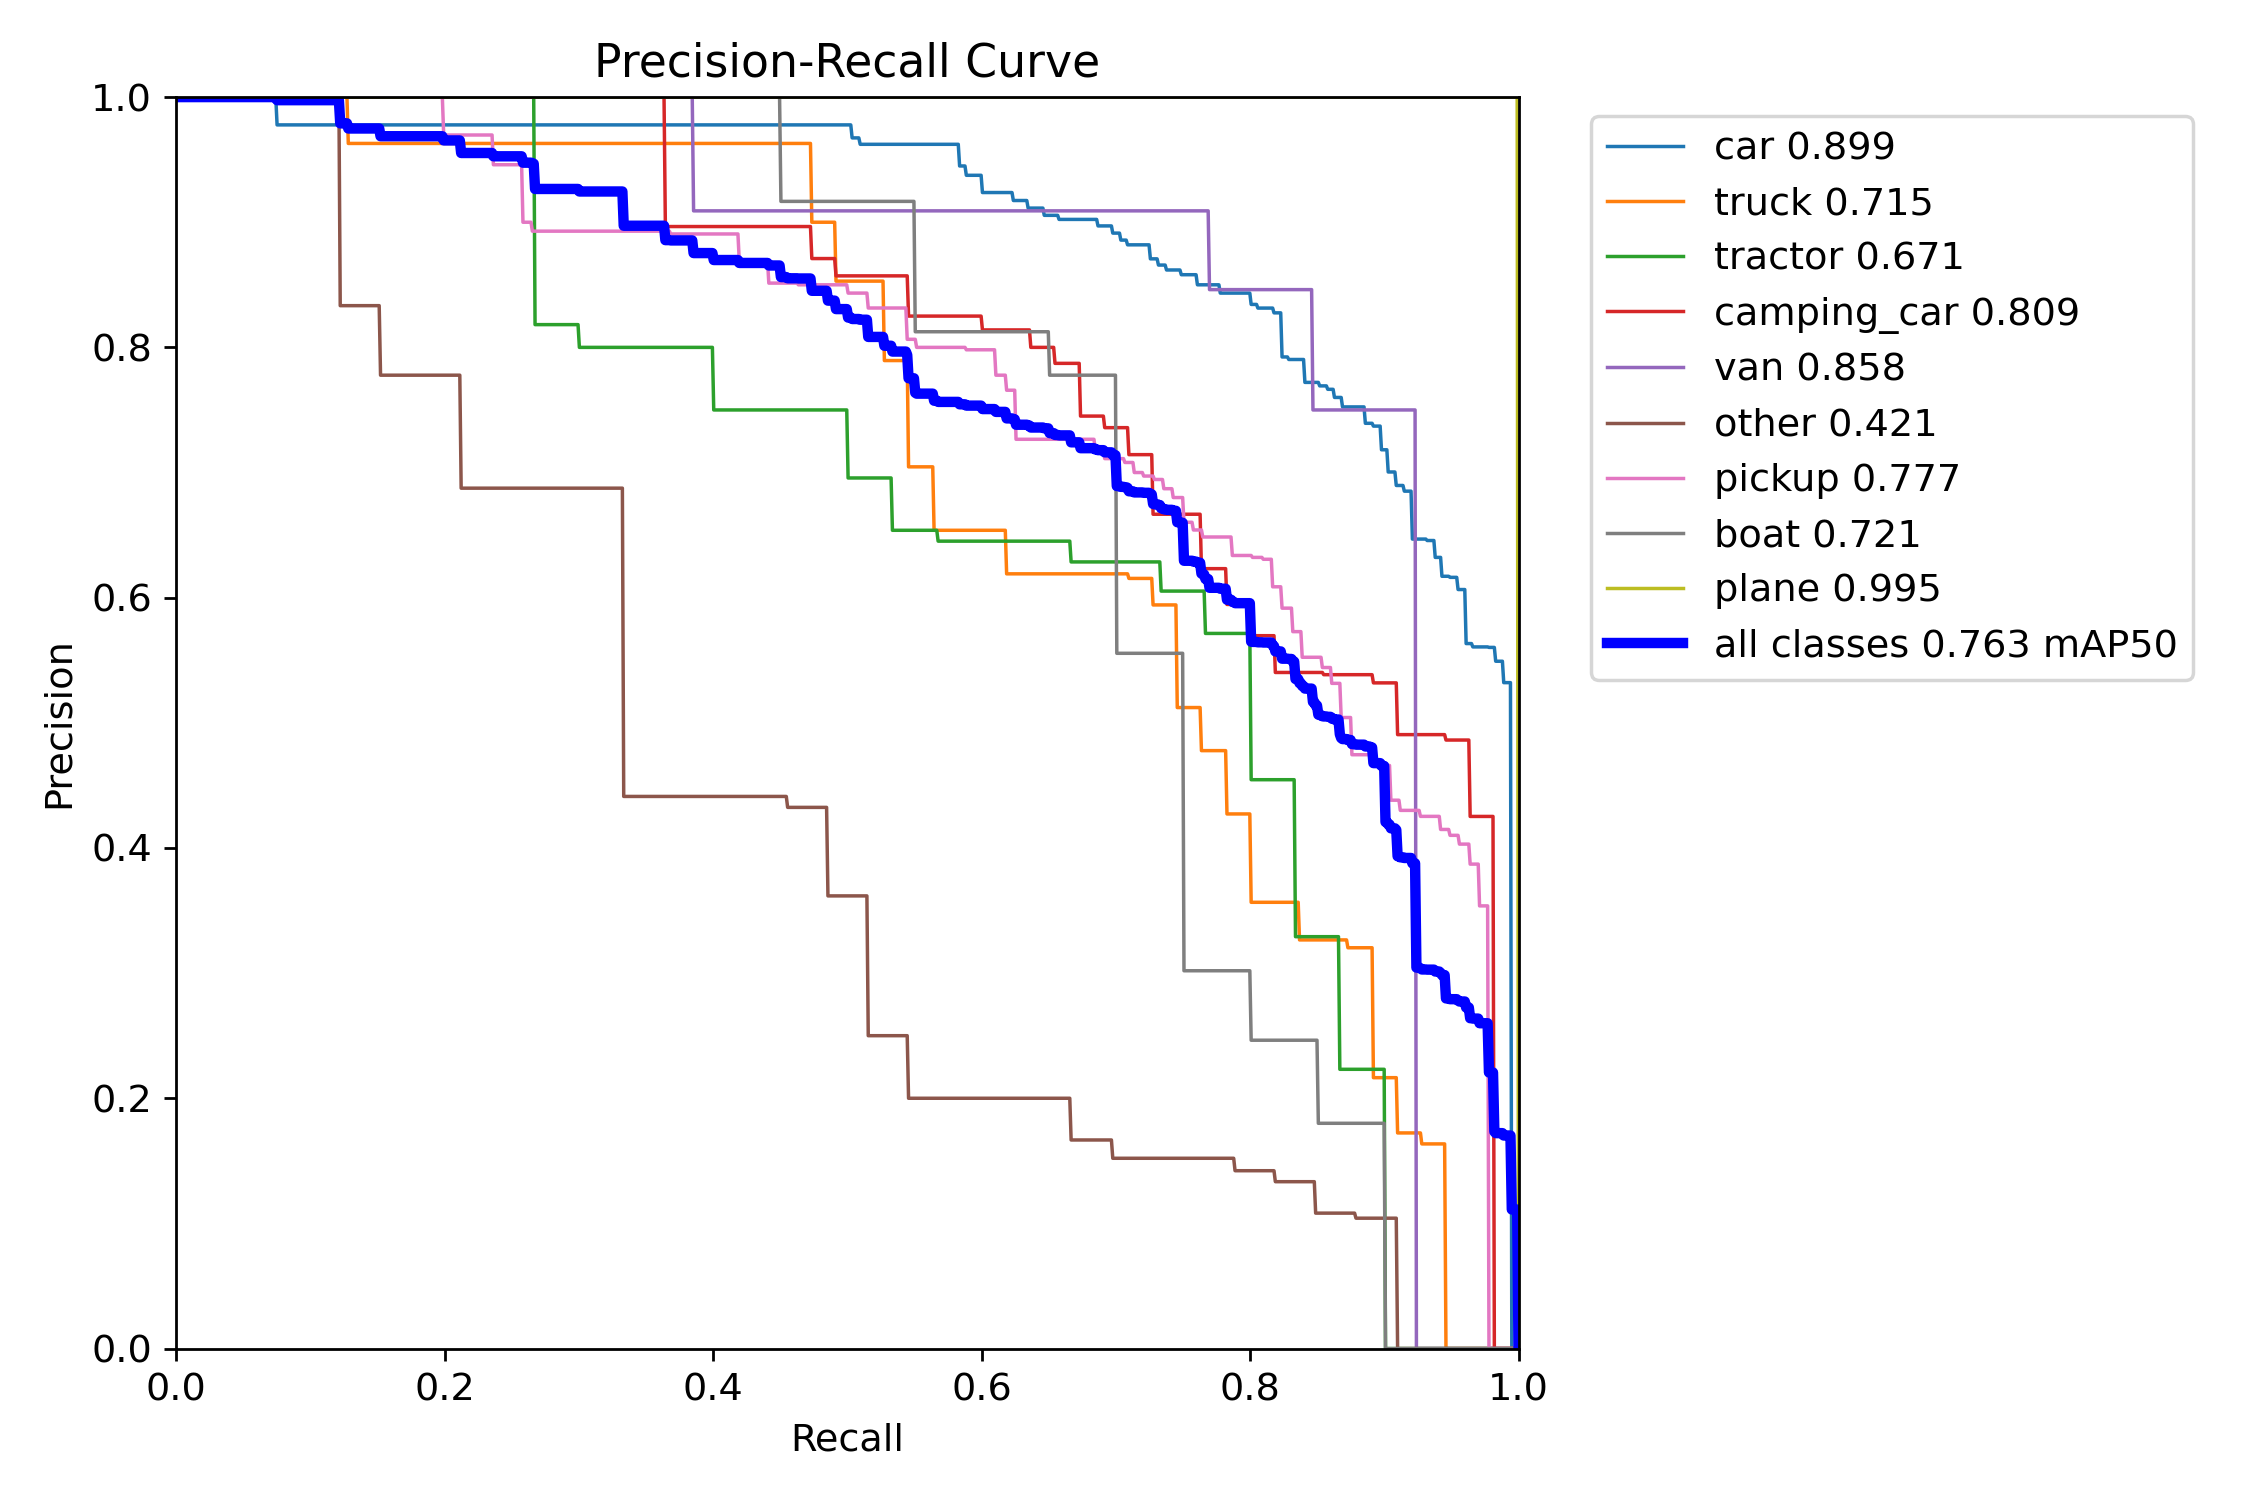 Precision-Recall Curve
1.0
0.8
0.6
0.4
0.2
0.0
Precision
0.0 0.2 0.4 0.6 0.8 1.0
Recall
car 0.899
truck 0.715
tractor 0.671
camping_car 0.809
van 0.858
other 0.421
pickup 0.777
boat 0.721
plane 0.995
all classes 0.763 mAP50